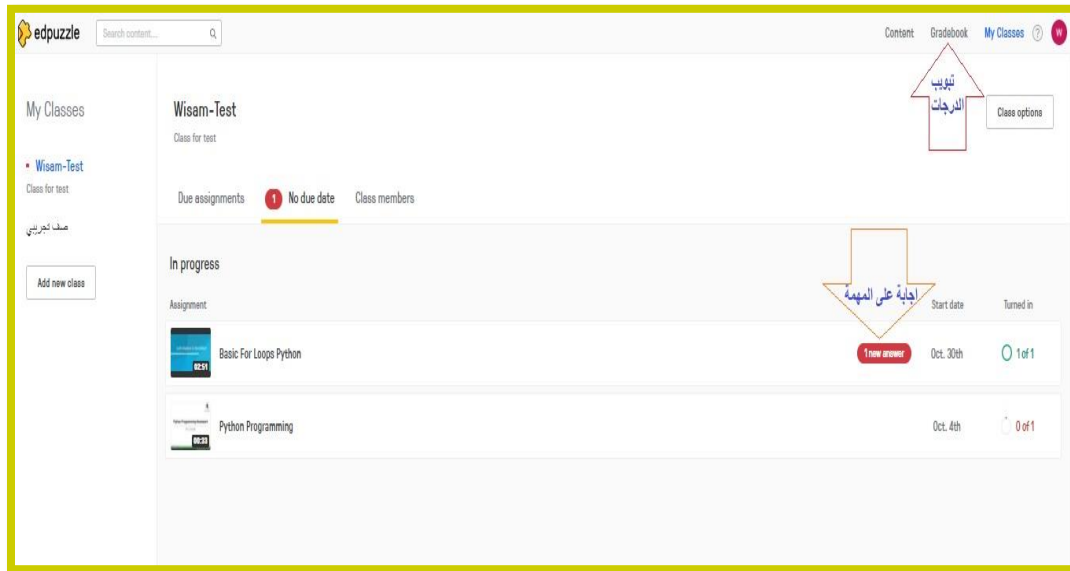 edpuzzle Search content... Content Gradebook My Classes ? W
تبويب
الدرجات
My Classes
Wisam-Test
Class for test
Class options
Wisam-Test
Class for test
صف تجريبي
Add new class
Due assignments 1 No due date Class members
In progress
اجابة على المهمة
Assignment Start date Turned in
02:51 Basic For Loops Python 1 new answer Oct. 30th 1 of 1
00:33 Python Programming Oct. 4th 0 of 1